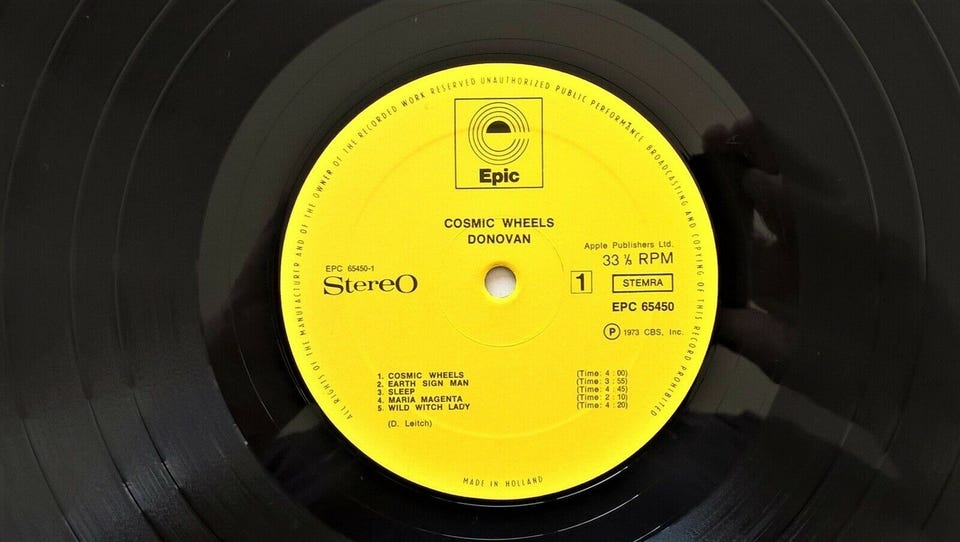 ALL RIGHTS OF THE MANUFACTURER AND OF THE OWNER OF THE RECORDED WORK RESERVED UNAUTHORIZED PUBLIC PERFORMANCE BROADCASTING AND COPYING OF THIS RECORD PROHIBITED
Epic
COSMIC WHEELS
DONOVAN
Apple Publishers Ltd.
33 ⅓ RPM
EPC 65450-1
Stereo
1
STEMRA
EPC 65450
Ⓟ 1973 CBS, Inc.
1. COSMIC WHEELS (Time: 4 : 00)
2. EARTH SIGN MAN (Time: 3 : 55)
3. SLEEP (Time: 4 : 45)
4. MARIA MAGENTA (Time: 2 : 10)
5. WILD WITCH LADY (Time: 4 : 20)
(D. Leitch)
MADE IN HOLLAND